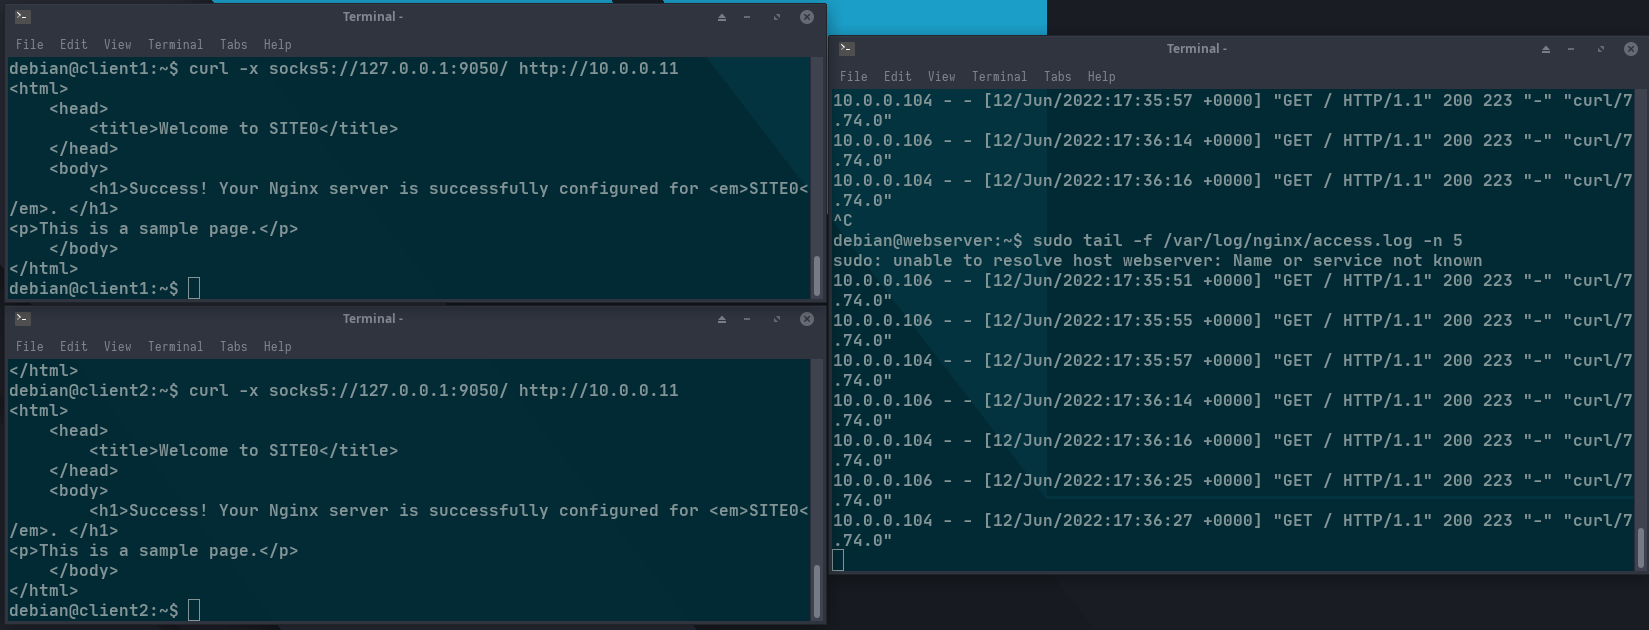 Terminal -
File Edit View Terminal Tabs Help
debian@client1:~$ curl -x socks5://127.0.0.1:9050/ http://10.0.0.11
<html>
    <head>
        <title>Welcome to SITE0</title>
    </head>
    <body>
        <h1>Success! Your Nginx server is successfully configured for <em>SITE0<
/em>. </h1>
<p>This is a sample page.</p>
    </body>
</html>
debian@client1:~$
Terminal -
File Edit View Terminal Tabs Help
</html>
debian@client2:~$ curl -x socks5://127.0.0.1:9050/ http://10.0.0.11
<html>
    <head>
        <title>Welcome to SITE0</title>
    </head>
    <body>
        <h1>Success! Your Nginx server is successfully configured for <em>SITE0<
/em>. </h1>
<p>This is a sample page.</p>
    </body>
</html>
debian@client2:~$
Terminal -
File Edit View Terminal Tabs Help
10.0.0.104 - - [12/Jun/2022:17:35:57 +0000] "GET / HTTP/1.1" 200 223 "-" "curl/7
.74.0"
10.0.0.106 - - [12/Jun/2022:17:36:14 +0000] "GET / HTTP/1.1" 200 223 "-" "curl/7
.74.0"
10.0.0.104 - - [12/Jun/2022:17:36:16 +0000] "GET / HTTP/1.1" 200 223 "-" "curl/7
.74.0"
^C
debian@webserver:~$ sudo tail -f /var/log/nginx/access.log -n 5
sudo: unable to resolve host webserver: Name or service not known
10.0.0.106 - - [12/Jun/2022:17:35:51 +0000] "GET / HTTP/1.1" 200 223 "-" "curl/7
.74.0"
10.0.0.106 - - [12/Jun/2022:17:35:55 +0000] "GET / HTTP/1.1" 200 223 "-" "curl/7
.74.0"
10.0.0.104 - - [12/Jun/2022:17:35:57 +0000] "GET / HTTP/1.1" 200 223 "-" "curl/7
.74.0"
10.0.0.106 - - [12/Jun/2022:17:36:14 +0000] "GET / HTTP/1.1" 200 223 "-" "curl/7
.74.0"
10.0.0.104 - - [12/Jun/2022:17:36:16 +0000] "GET / HTTP/1.1" 200 223 "-" "curl/7
.74.0"
10.0.0.106 - - [12/Jun/2022:17:36:25 +0000] "GET / HTTP/1.1" 200 223 "-" "curl/7
.74.0"
10.0.0.104 - - [12/Jun/2022:17:36:27 +0000] "GET / HTTP/1.1" 200 223 "-" "curl/7
.74.0"